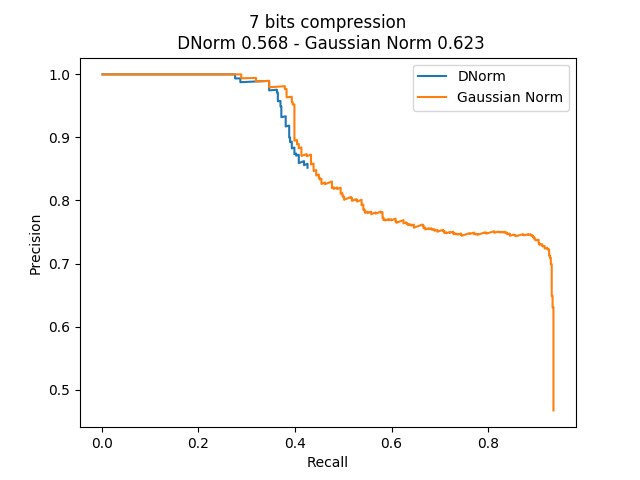 7 bits compression
DNorm 0.568 - Gaussian Norm 0.623
DNorm
Gaussian Norm
1.0
0.9
0.8
0.7
0.6
0.5
Precision
0.0 0.2 0.4 0.6 0.8
Recall